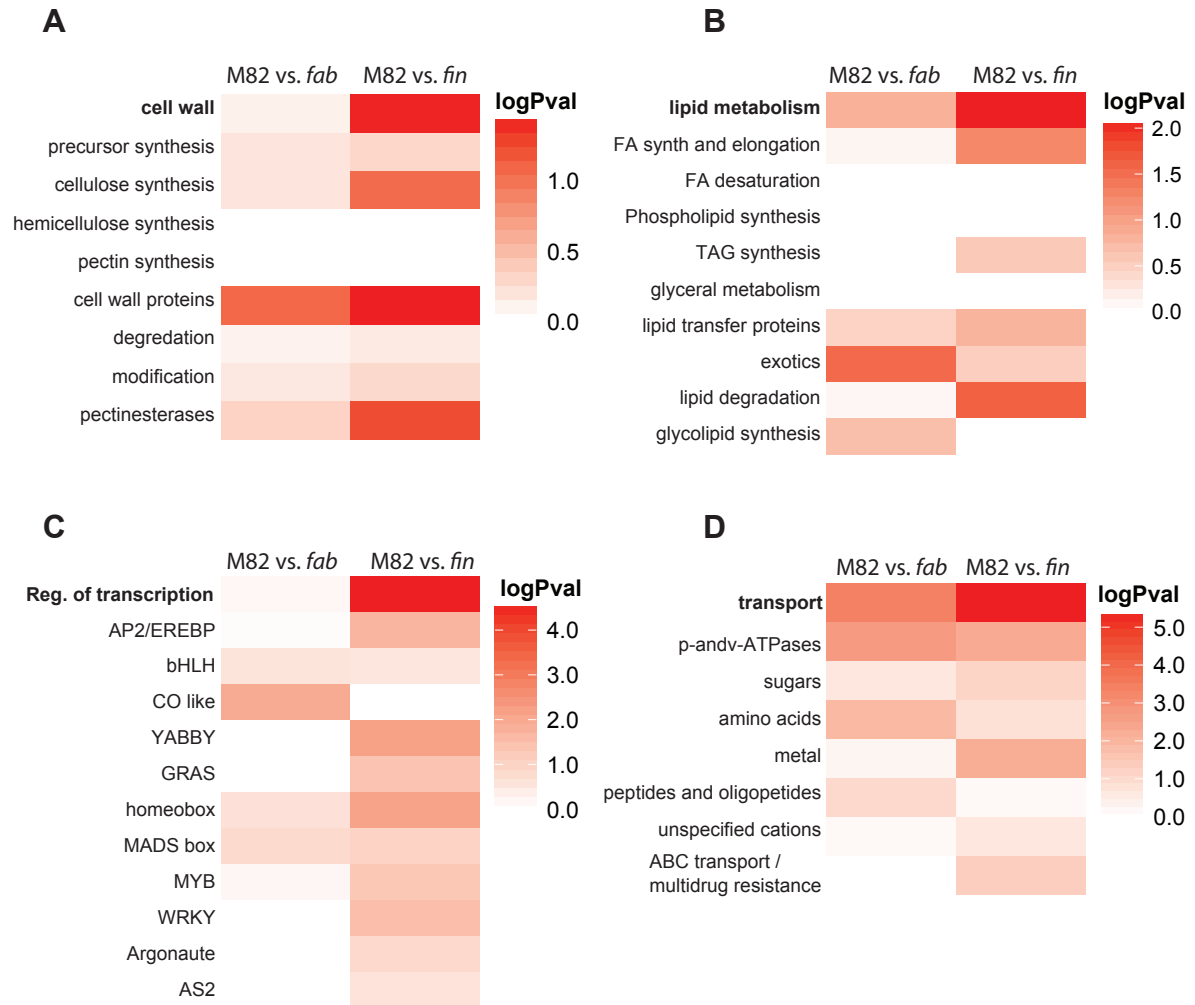 A
M82 vs. fab
M82 vs. fin
logPval
cell wall
precursor synthesis
cellulose synthesis
hemicellulose synthesis
pectin synthesis
cell wall proteins
degredation
modification
pectinesterases
1.0
0.5
0.0
B
M82 vs. fab
M82 vs. fin
logPval
lipid metabolism
FA synth and elongation
FA desaturation
Phospholipid synthesis
TAG synthesis
glyceral metabolism
lipid transfer proteins
exotics
lipid degradation
glycolipid synthesis
2.0
1.5
1.0
0.5
0.0
C
M82 vs. fab
M82 vs. fin
logPval
Reg. of transcription
AP2/EREBP
bHLH
CO like
YABBY
GRAS
homeobox
MADS box
MYB
WRKY
Argonaute
AS2
4.0
3.0
2.0
1.0
0.0
D
M82 vs. fab
M82 vs. fin
logPval
transport
p-andv-ATPases
sugars
amino acids
metal
peptides and oligopetides
unspecified cations
ABC transport /
multidrug resistance
5.0
4.0
3.0
2.0
1.0
0.0